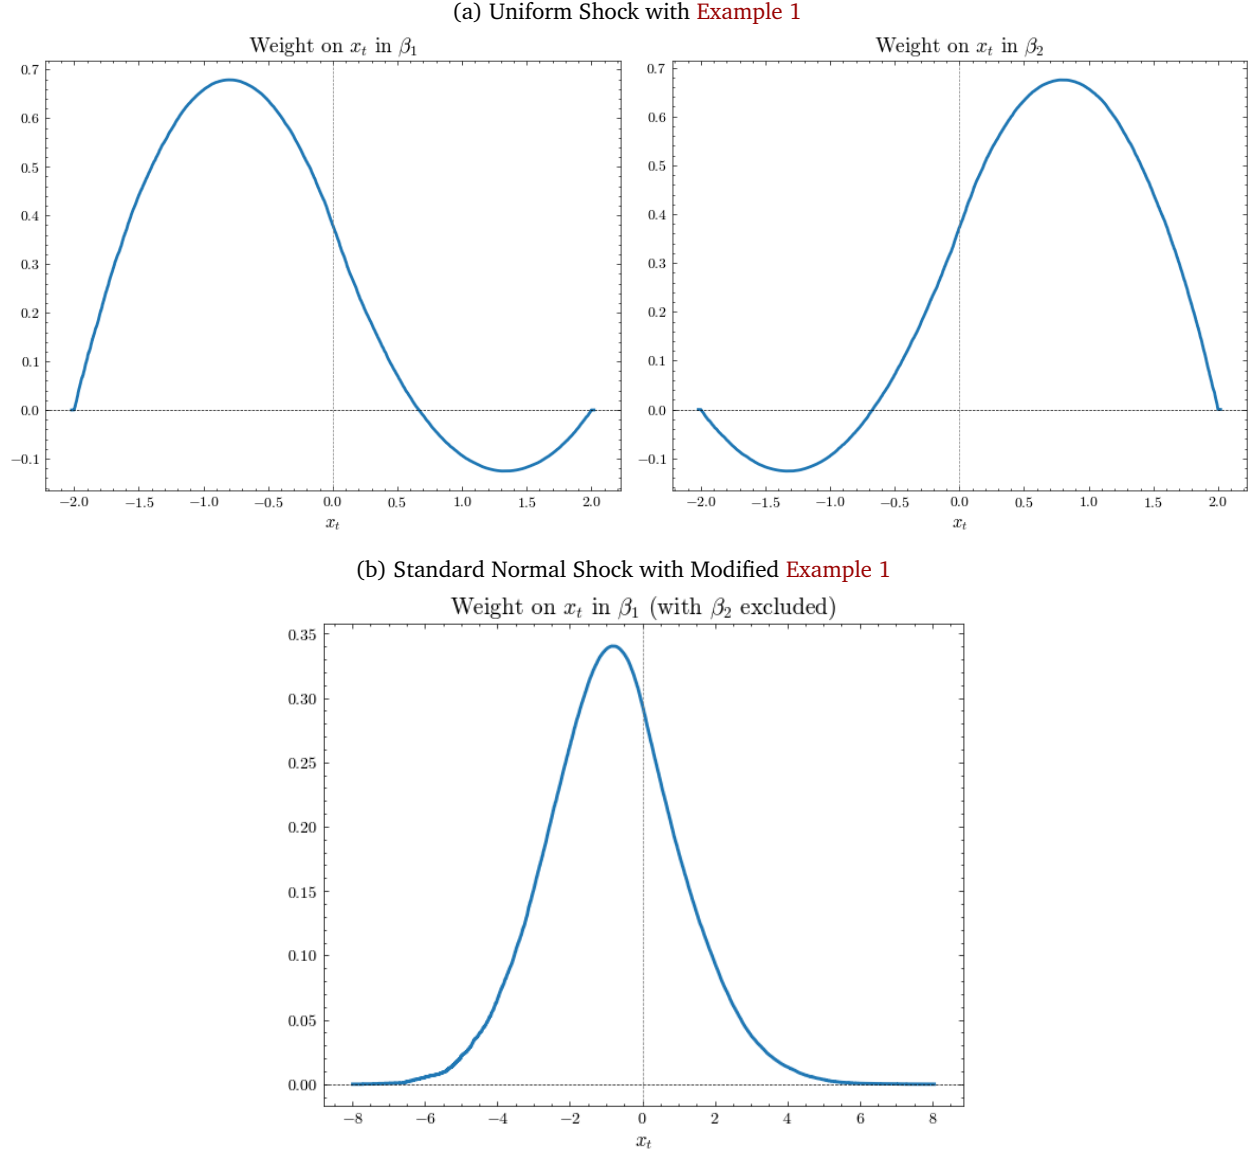 (a) Uniform Shock with Example 1
Weight on x_t in β_1
0.7
0.6
0.5
0.4
0.3
0.2
0.1
0.0
−0.1
−2.0 −1.5 −1.0 −0.5 0.0 0.5 1.0 1.5 2.0
x_t
Weight on x_t in β_2
0.7
0.6
0.5
0.4
0.3
0.2
0.1
0.0
−0.1
−2.0 −1.5 −1.0 −0.5 0.0 0.5 1.0 1.5 2.0
x_t
(b) Standard Normal Shock with Modified Example 1
Weight on x_t in β_1 (with β_2 excluded)
0.35
0.30
0.25
0.20
0.15
0.10
0.05
0.00
−8 −6 −4 −2 0 2 4 6 8
x_t